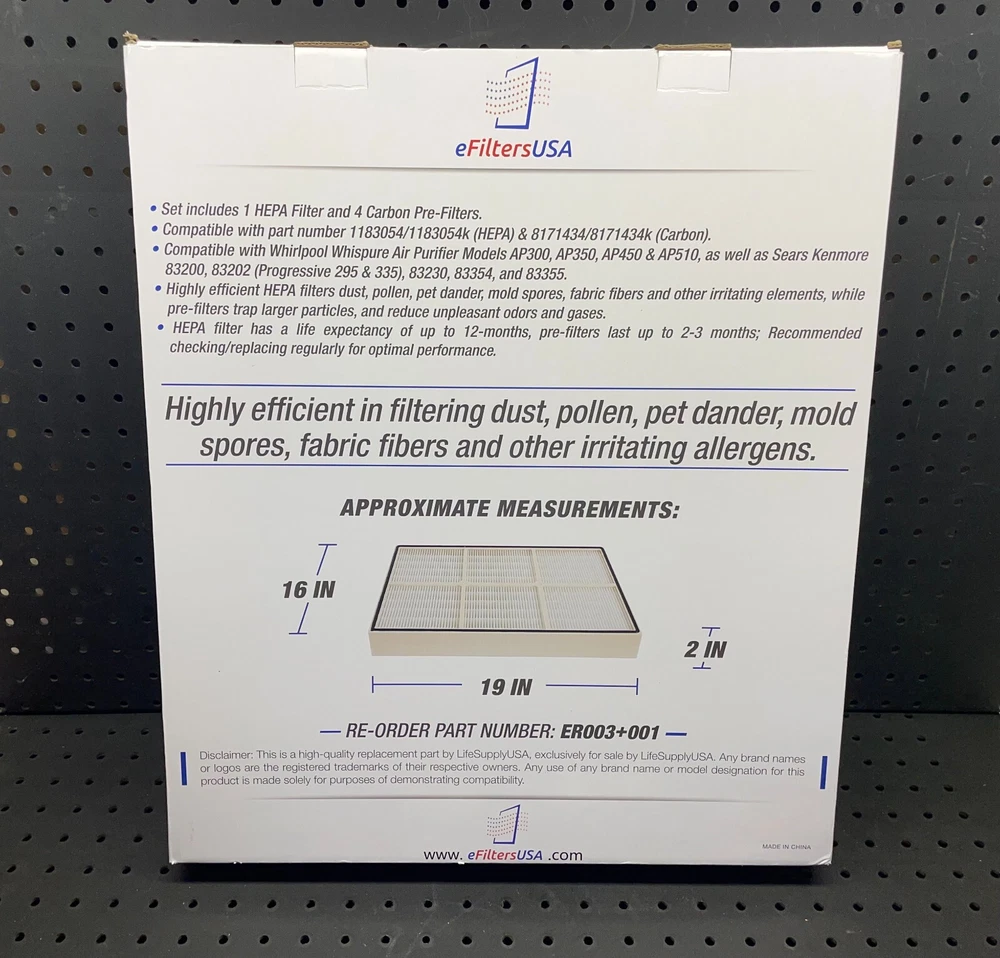 eFiltersUSA
• Set includes 1 HEPA Filter and 4 Carbon Pre-Filters.
• Compatible with part number 1183054/1183054k (HEPA) & 8171434/8171434k (Carbon).
• Compatible with Whirlpool Whispure Air Purifier Models AP300, AP350, AP450 & AP510, as well as Sears Kenmore
83200, 83202 (Progressive 295 & 335), 83230, 83354, and 83355.
• Highly efficient HEPA filters dust, pollen, pet dander, mold spores, fabric fibers and other irritating elements, while
pre-filters trap larger particles, and reduce unpleasant odors and gases.
• HEPA filter has a life expectancy of up to 12-months, pre-filters last up to 2-3 months; Recommended
checking/replacing regularly for optimal performance.
Highly efficient in filtering dust, pollen, pet dander, mold
spores, fabric fibers and other irritating allergens.
APPROXIMATE MEASUREMENTS:
16 IN
2 IN
19 IN
RE-ORDER PART NUMBER: ER003+001
Disclaimer: This is a high-quality replacement part by LifeSupplyUSA, exclusively for sale by LifeSupplyUSA. Any brand names
or logos are the registered trademarks of their respective owners. Any use of any brand name or model designation for this
product is made solely for purposes of demonstrating compatibility.
www. eFiltersUSA .com
MADE IN CHINA